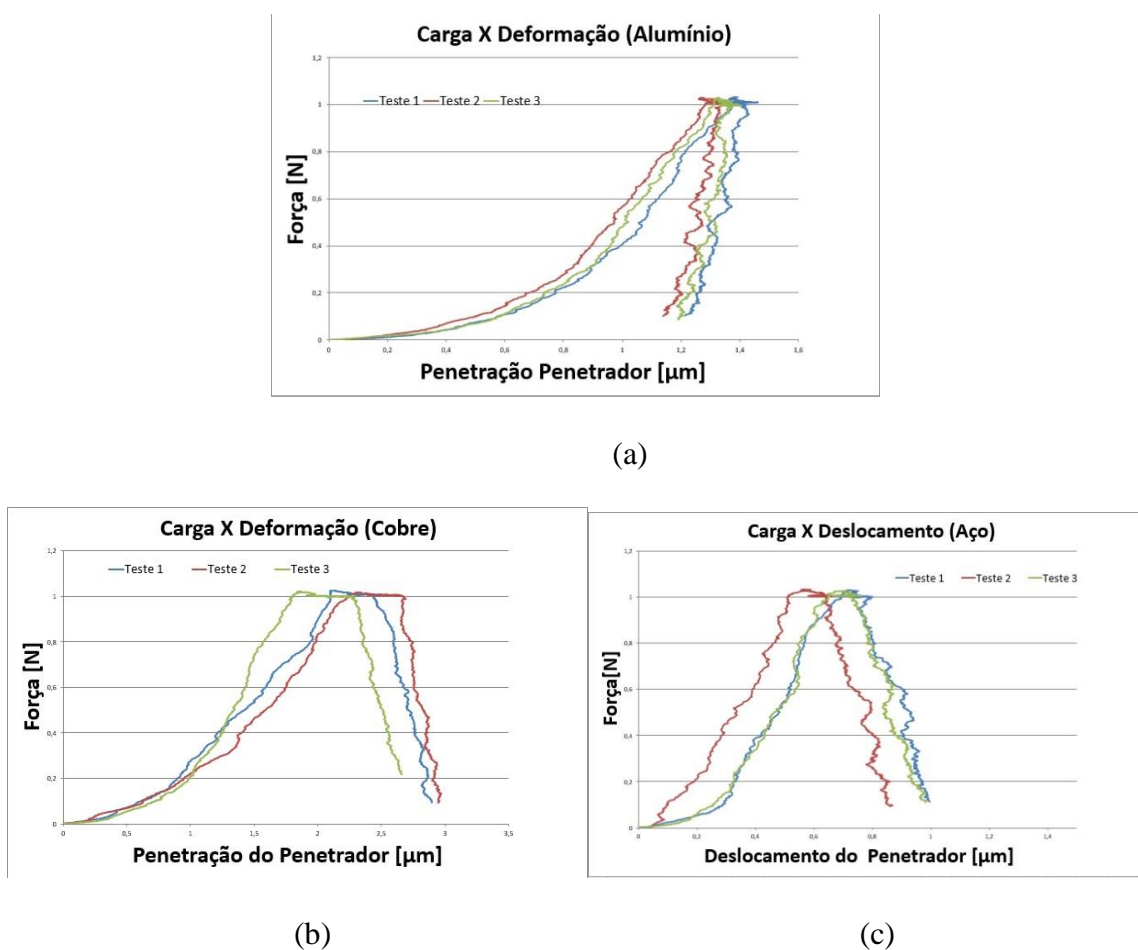 Carga X Deformação (Alumínio)
1,2
Teste 1 Teste 2 Teste 3
1
0,8
0,6
0,4
0,2
0
Força [N]
0 0,2 0,4 0,6 0,8 1 1,2 1,4 1,6
Penetração Penetrador [µm]
(a)
Carga X Deformação (Cobre)
1,2
Teste 1 Teste 2 Teste 3
1
0,8
0,6
0,4
0,2
0
Força [N]
0 0,5 1 1,5 2 2,5 3 3,5
Penetração do Penetrador [µm]
(b)
Carga X Deslocamento (Aço)
1,2
Teste 1 Teste 2 Teste 3
1
0,8
0,6
0,4
0,2
0
Força[N]
0 0,2 0,4 0,6 0,8 1 1,2 1,4
Deslocamento do Penetrador [µm]
(c)